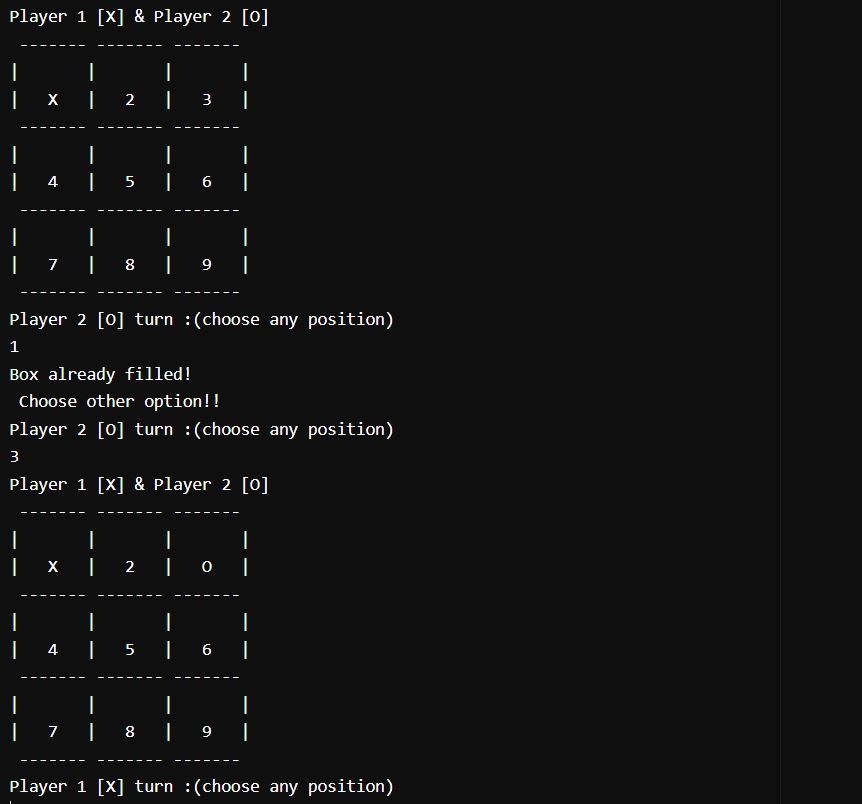 Player 1 [X] & Player 2 [O]
 ------- ------- -------
|       |       |       |
|   X   |   2   |   3   |
 ------- ------- -------
|       |       |       |
|   4   |   5   |   6   |
 ------- ------- -------
|       |       |       |
|   7   |   8   |   9   |
 ------- ------- -------
Player 2 [O] turn :(choose any position)
1
Box already filled!
 Choose other option!!
Player 2 [O] turn :(choose any position)
3
Player 1 [X] & Player 2 [O]
 ------- ------- -------
|       |       |       |
|   X   |   2   |   O   |
 ------- ------- -------
|       |       |       |
|   4   |   5   |   6   |
 ------- ------- -------
|       |       |       |
|   7   |   8   |   9   |
 ------- ------- -------
Player 1 [X] turn :(choose any position)